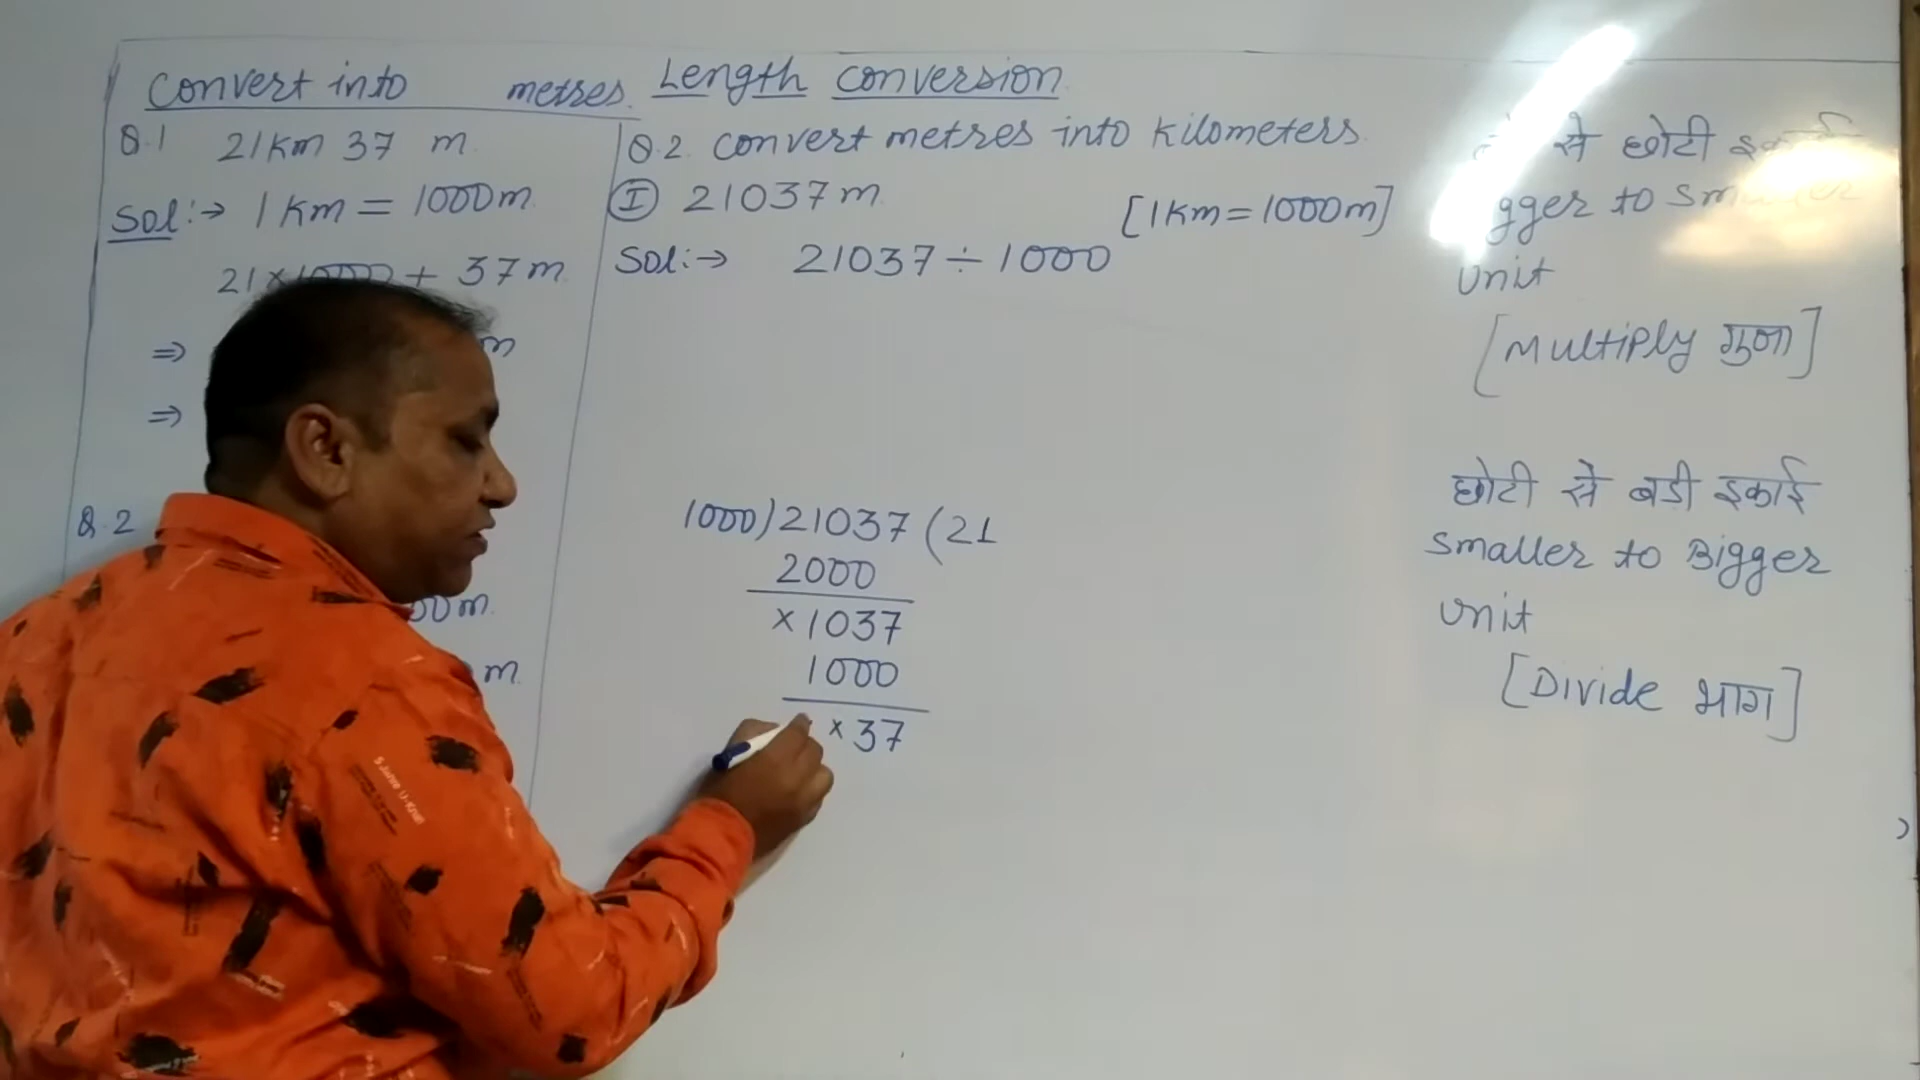 Length conversion
Convert into metres.
Q.1 21Km 37 m
Sol:→ 1Km = 1000m
21×1000 + 37m
⇒ m
⇒
Q.2
00m
m
Q.2. Convert metres into Kilometers
(I) 21037m
[1Km=1000m]
Sol:→ 21037÷1000
1000)21037(21
2000
×1037
1000
×37
से छोटी
gger to Sm
Unit
[Multiply गुना]
छोटी से बडी इकाई
Smaller to Bigger
Unit
[Divide भाग]